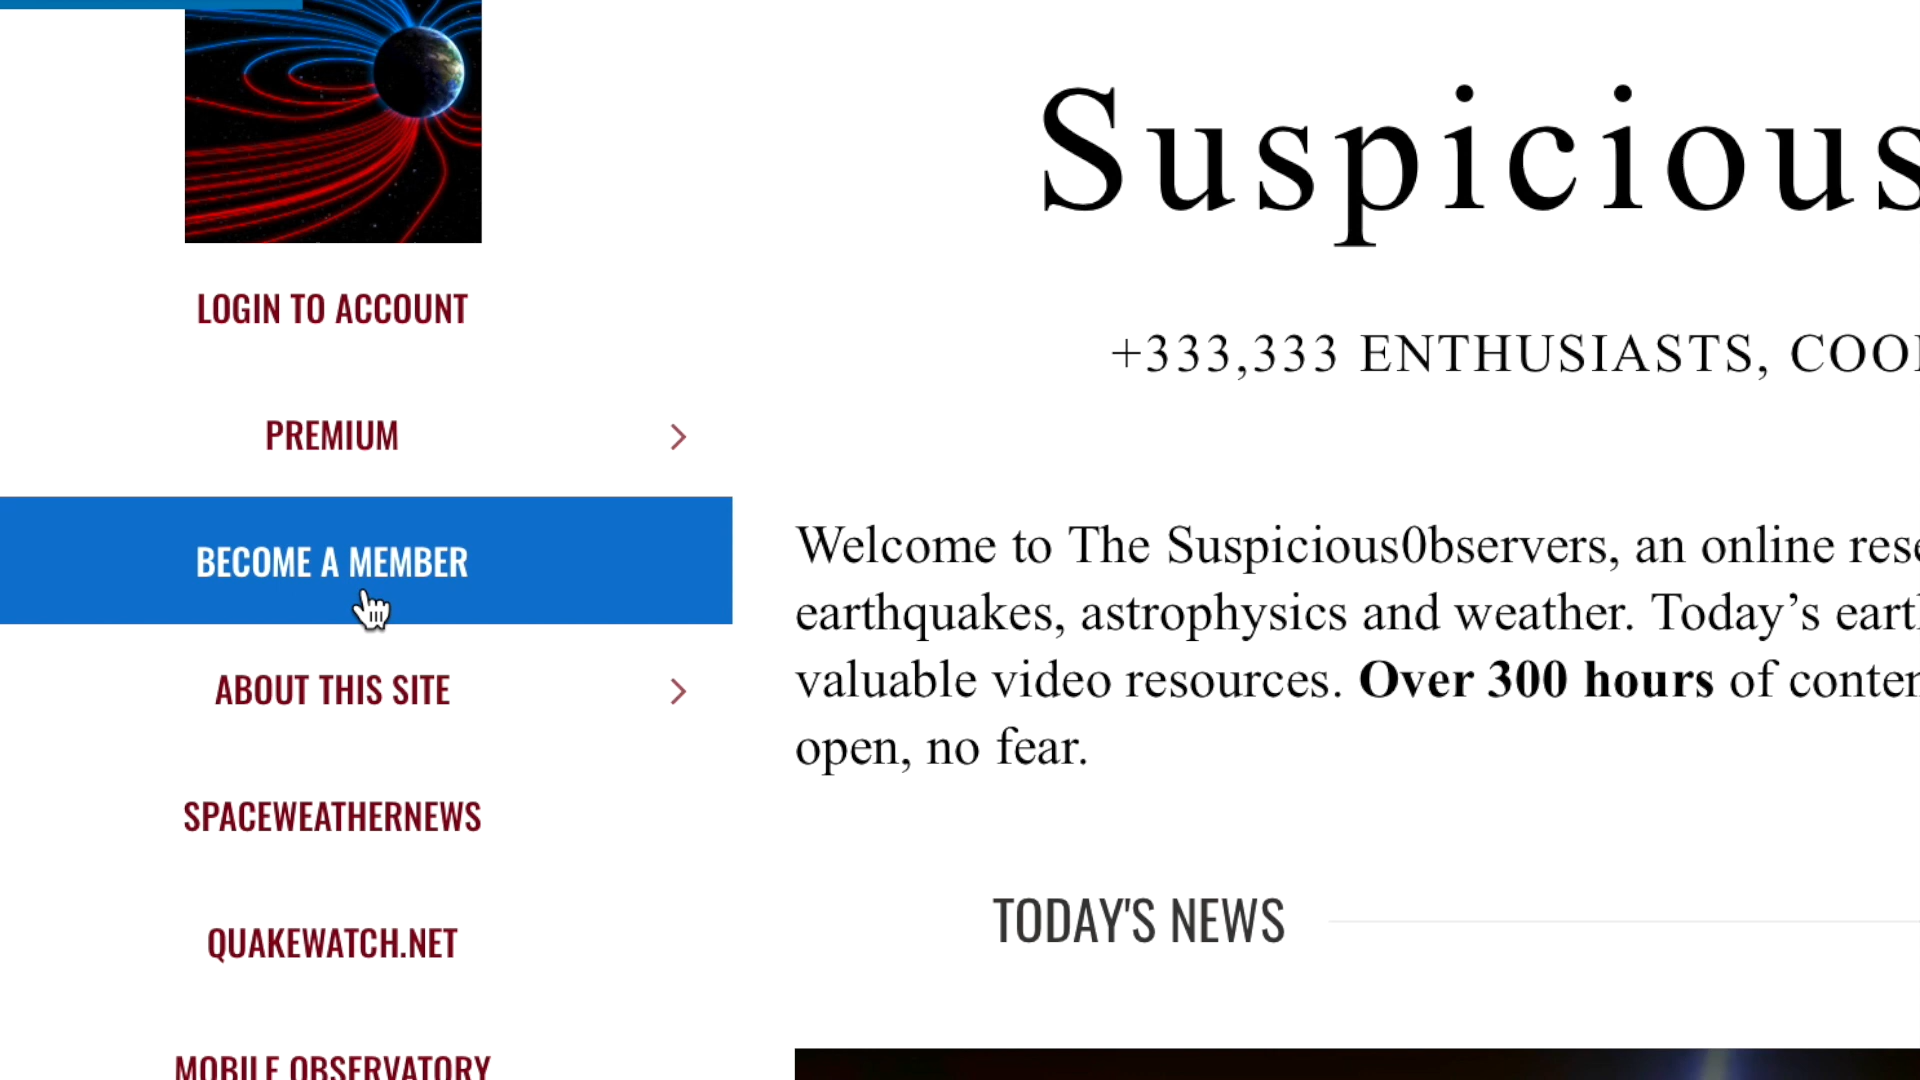 LOGIN TO ACCOUNT
PREMIUM
BECOME A MEMBER
ABOUT THIS SITE
SPACEWEATHERNEWS
QUAKEWATCH.NET
MOBILE OBSERVATORY
Suspicious
+333,333 ENTHUSIASTS,
Welcome to The Suspicious0bservers, an online
earthquakes, astrophysics and weather. Today’s
valuable video resources. Over 300 hours of
open, no fear.
TODAY'S NEWS